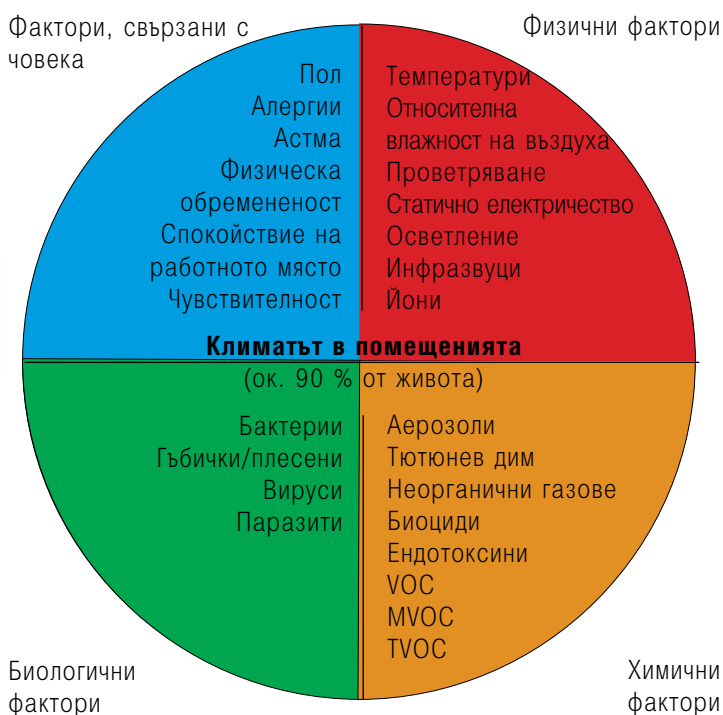 Фактори, свързани с
човека
Физични фактори
Пол
Алергии
Астма
Физическа
обремененост
Спокойствие на
работното място
Чувствителност
Температури
Относителна
влажност на въздуха
Проветряване
Статично електричество
Осветление
Инфразвуци
Йони
Климатът в помещенията
(ок. 90 % от живота)
Бактерии
Гъбички/плесени
Вируси
Паразити
Аерозоли
Тютюнев дим
Неорганични газове
Биоциди
Ендотоксини
VOC
MVOC
TVOC
Биологични
фактори
Химични
фактори